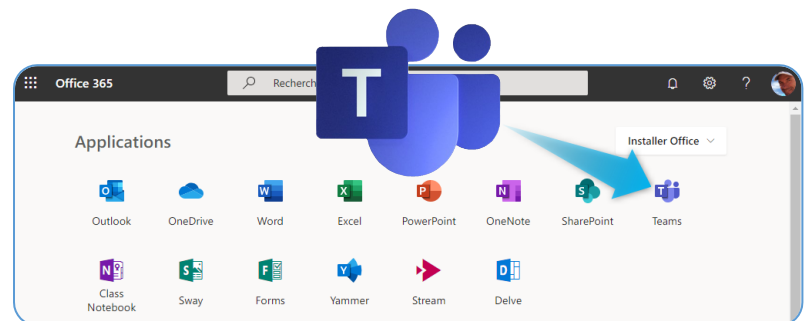 Office 365
Recherch
T
?
Applications
Installer Office
Outlook OneDrive Word Excel PowerPoint OneNote SharePoint Teams
Class
Notebook Sway Forms Yammer Stream Delve